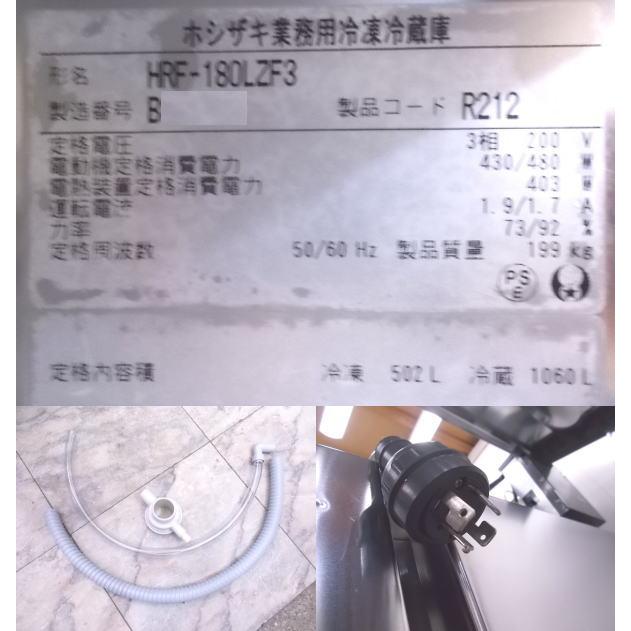 ホシザキ業務用冷凍冷蔵庫
形名 HRF-180LZF3
製造番号 B 製品コード R212
定格電圧 3相 200 V
電動機定格消費電力 430/480 W
電熱装置定格消費電力 403 W
運転電流 1.9/1.7 A
力率 73/92 %
定格周波数 50/60 Hz 製品質量 199 kg
PS
E
定格内容積 冷凍 502 L 冷蔵 1060 L